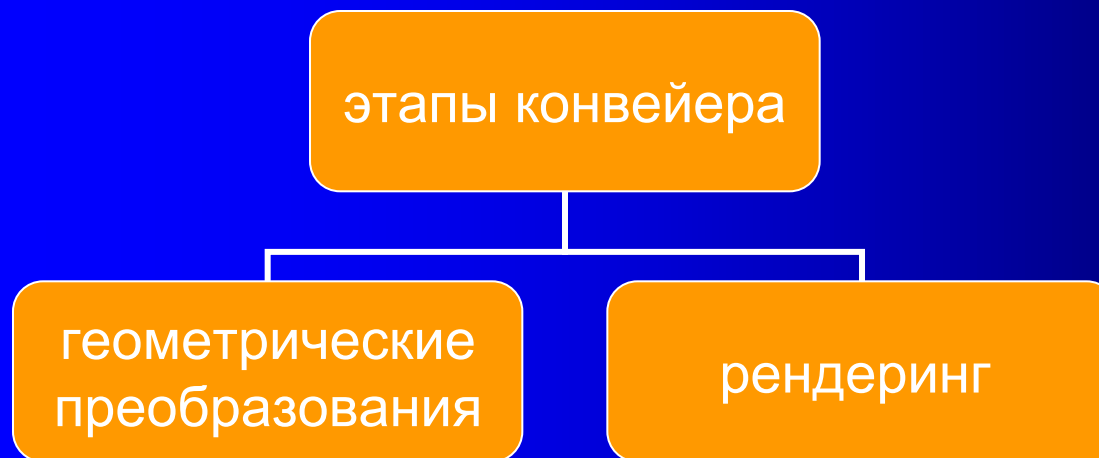 этапы конвейера
геометрические
преобразования
рендеринг